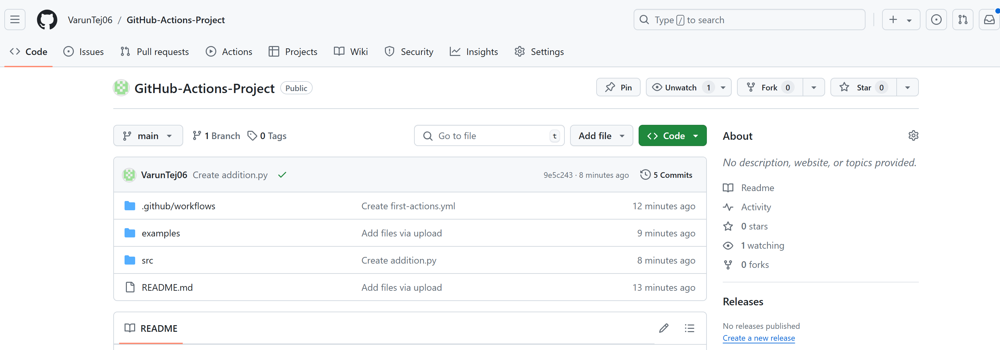 VarunTej06 / GitHub-Actions-Project
Type / to search
Code Issues Pull requests Actions Projects Wiki Security Insights Settings
GitHub-Actions-Project Public
Pin Unwatch 1 Fork 0 Star 0
main 1 Branch 0 Tags
Go to file t Add file Code
VarunTej06 Create addition.py 9e5c243 · 8 minutes ago 5 Commits
.github/workflows Create first-actions.yml 12 minutes ago
examples Add files via upload 9 minutes ago
src Create addition.py 8 minutes ago
README.md Add files via upload 13 minutes ago
README
About
No description, website, or topics provided.
Readme
Activity
0 stars
1 watching
0 forks
Releases
No releases published
Create a new release